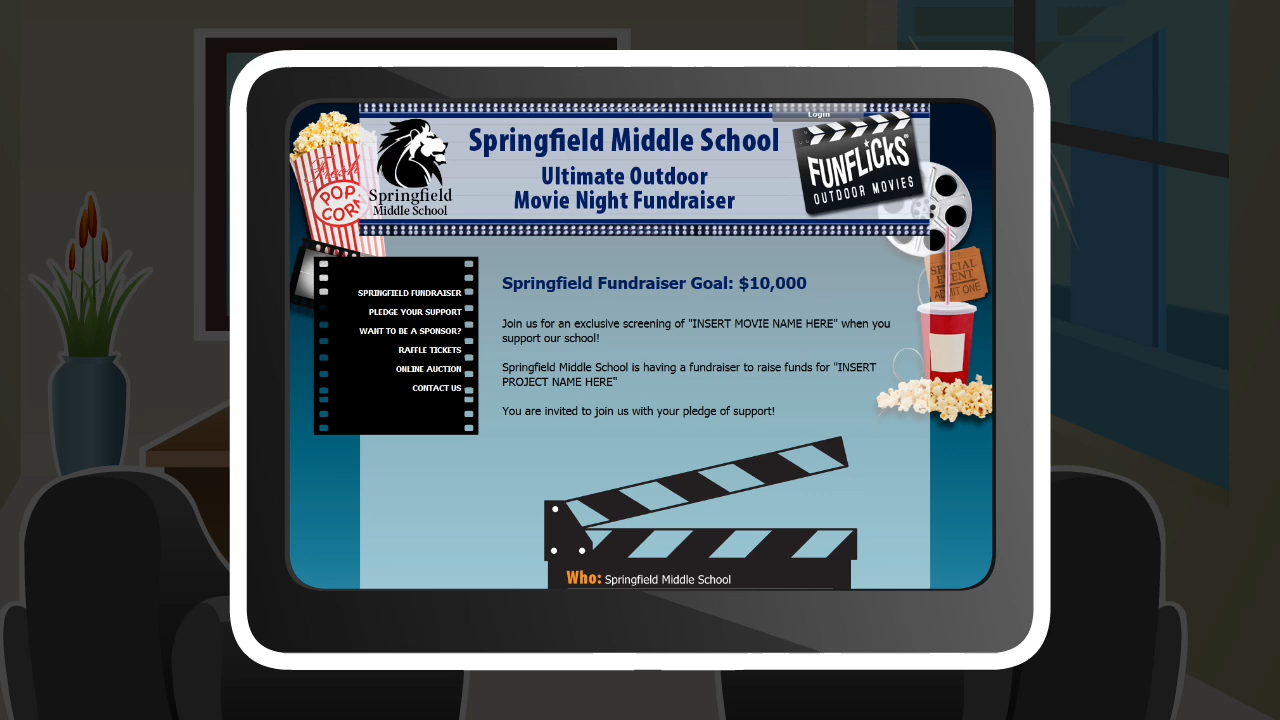 Login
Springfield Middle School
Ultimate Outdoor
Movie Night Fundraiser
Springfield
Middle School
FUNFLICKS®
OUTDOOR MOVIES
Fresh
POP
CORN
SPECIAL
EVENT
ADMIT ONE
SPRINGFIELD FUNDRAISER
PLEDGE YOUR SUPPORT
WANT TO BE A SPONSOR?
RAFFLE TICKETS
ONLINE AUCTION
CONTACT US
Springfield Fundraiser Goal: $10,000
Join us for an exclusive screening of "INSERT MOVIE NAME HERE" when you
support our school!
Springfield Middle School is having a fundraiser to raise funds for "INSERT
PROJECT NAME HERE"
You are invited to join us with your pledge of support!
Who: Springfield Middle School